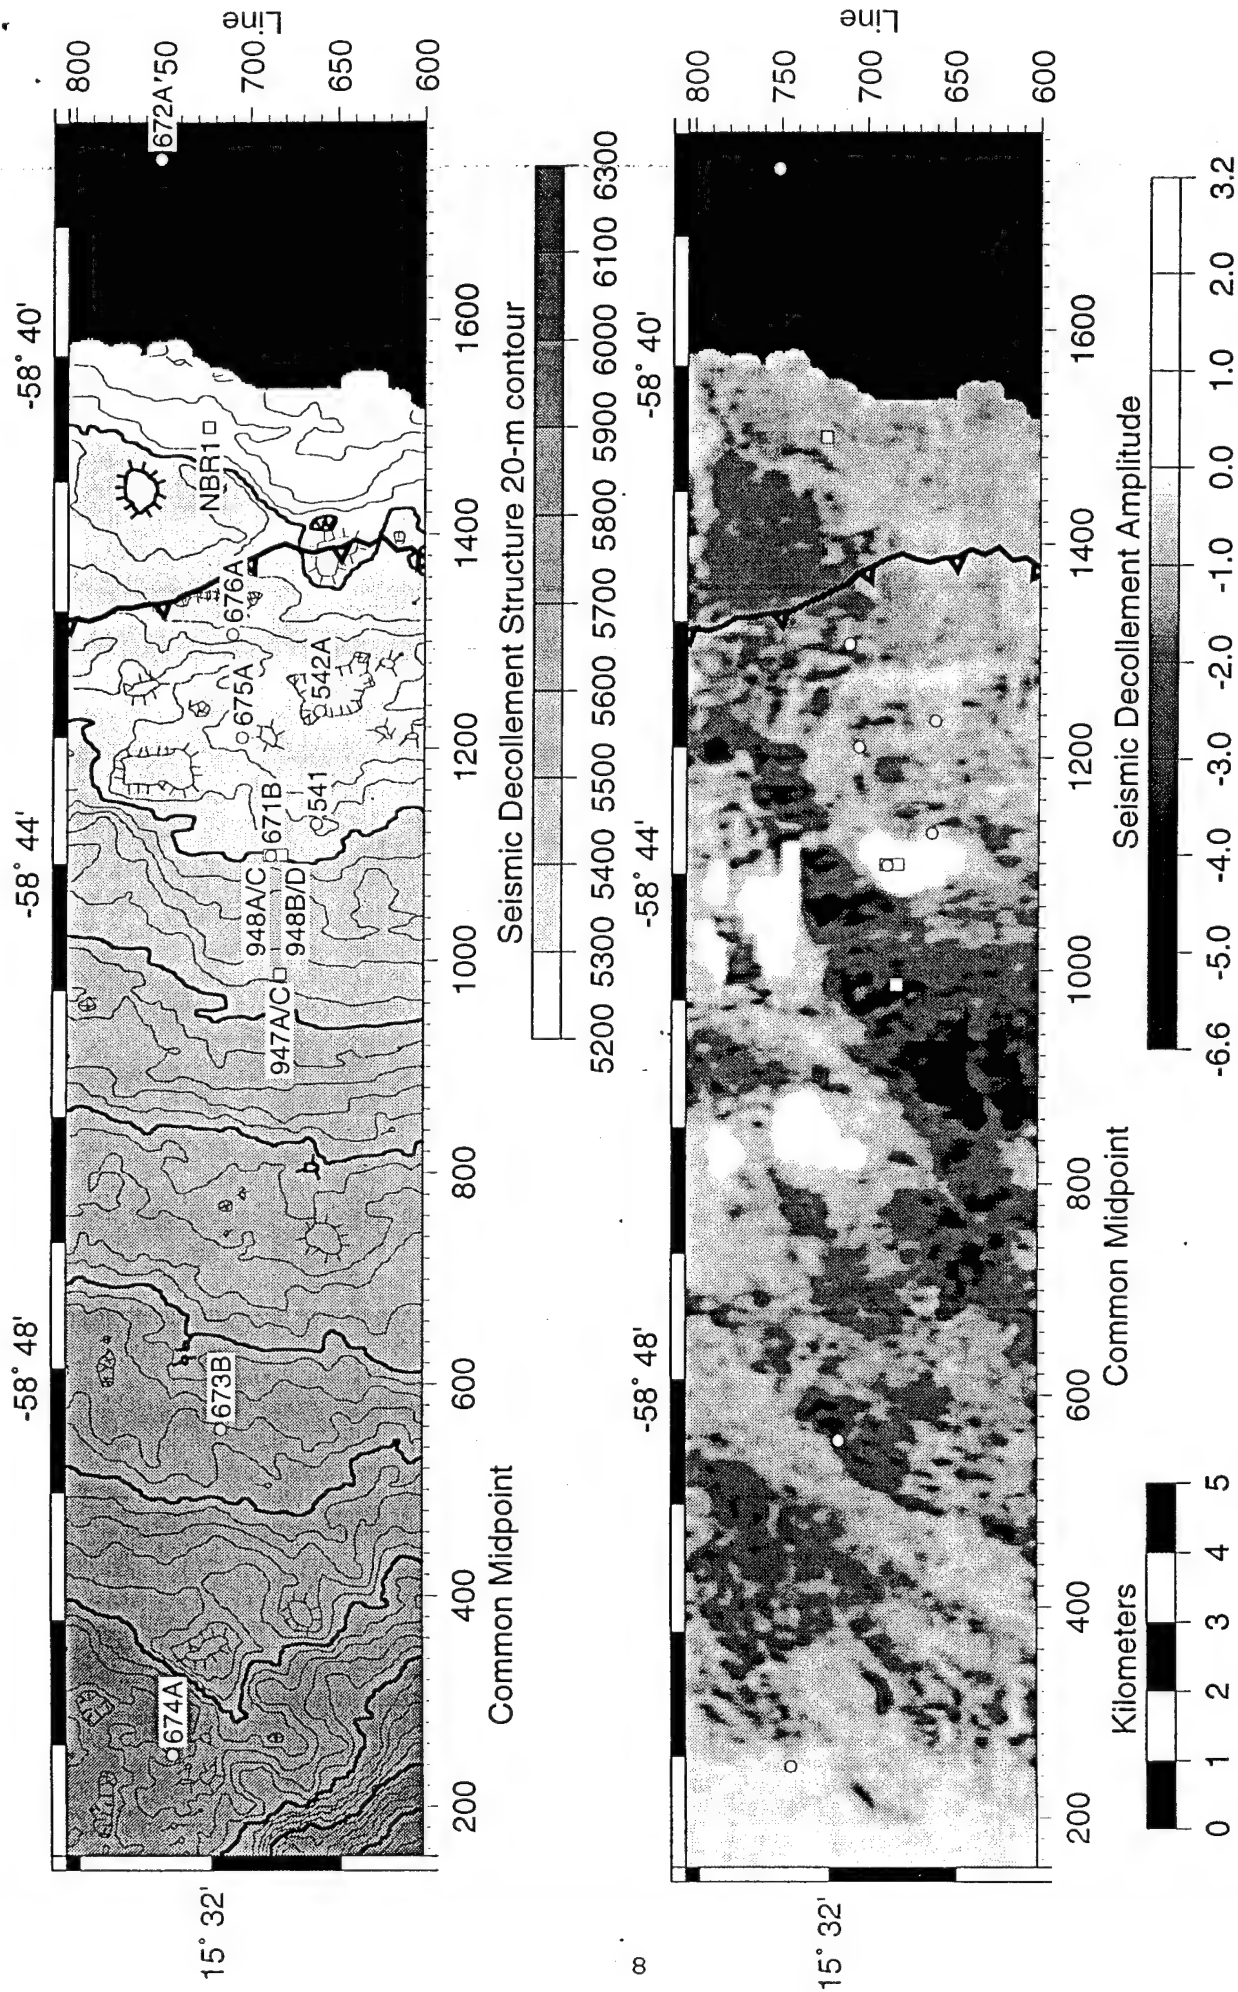 -58° 48'
-58° 44'
-58° 40'
15° 32'
800
'50
700
650
600
Line
674A
673B
947A/C
948A/C
948B/D
671B
541
675A
542A
676A
NBR1
672A
200
400
600
800
1000
1200
1400
1600
Common Midpoint
Seismic Decollement Structure 20-m contour
5200 5300 5400 5500 5600 5700 5800 5900 6000 6100 6300
-58° 48'
-58° 44'
-58° 40'
15° 32'
800
750
700
650
600
Line
200
400
600
800
1000
1200
1400
1600
Common Midpoint
Kilometers
0 1 2 3 4 5
Seismic Decollement Amplitude
-6.6 -5.0 -4.0 -3.0 -2.0 -1.0 0.0 1.0 2.0 3.2
8